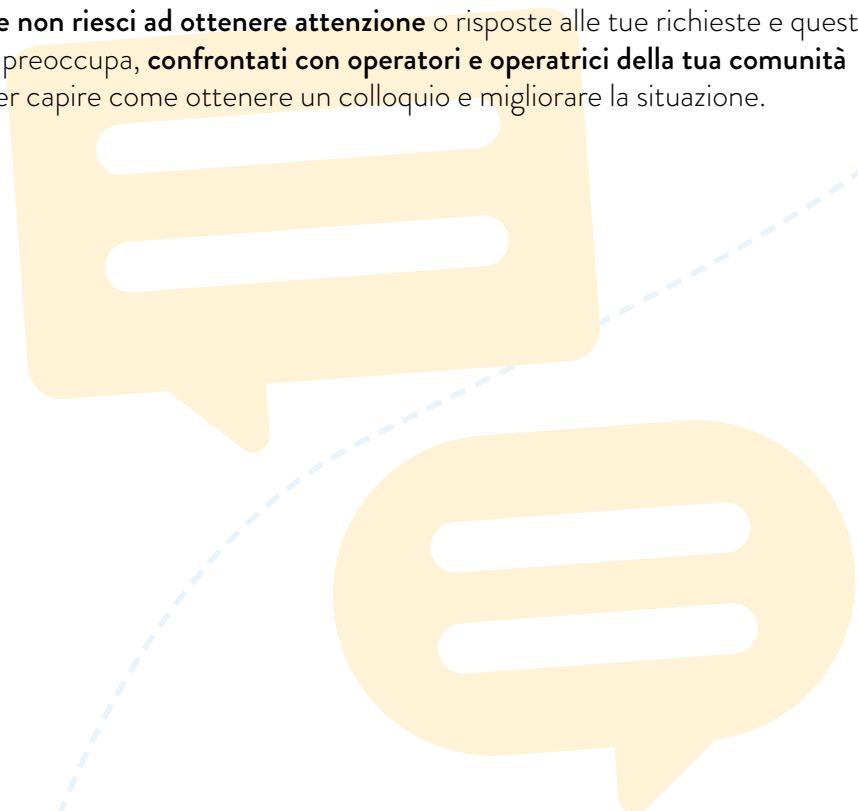 e non riesci ad ottenere attenzione o risposte alle tue richieste e quest
preoccupa, confrontati con operatori e operatrici della tua comunità
er capire come ottenere un colloquio e migliorare la situazione.